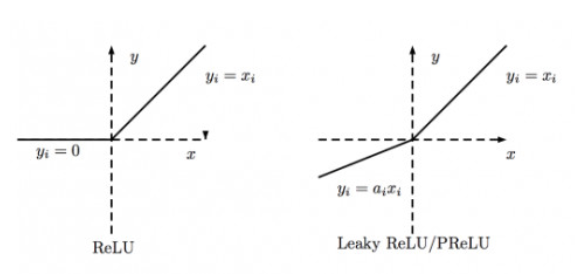 y
y_i = x_i
y_i = 0
x
ReLU
y
y_i = x_i
x
y_i = a_i x_i
Leaky ReLU/PReLU